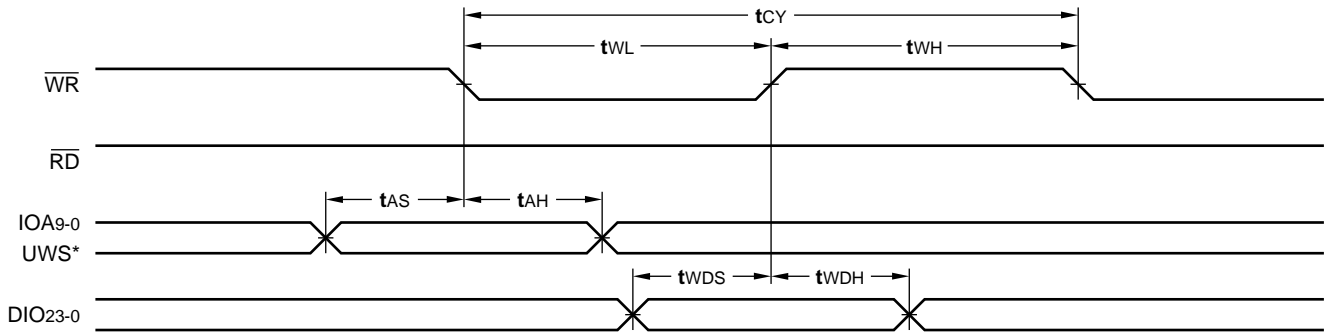 tCY
tWL tWH
WR
RD
tAS tAH
IOA9-0
UWS*
tWDS tWDH
DIO23-0